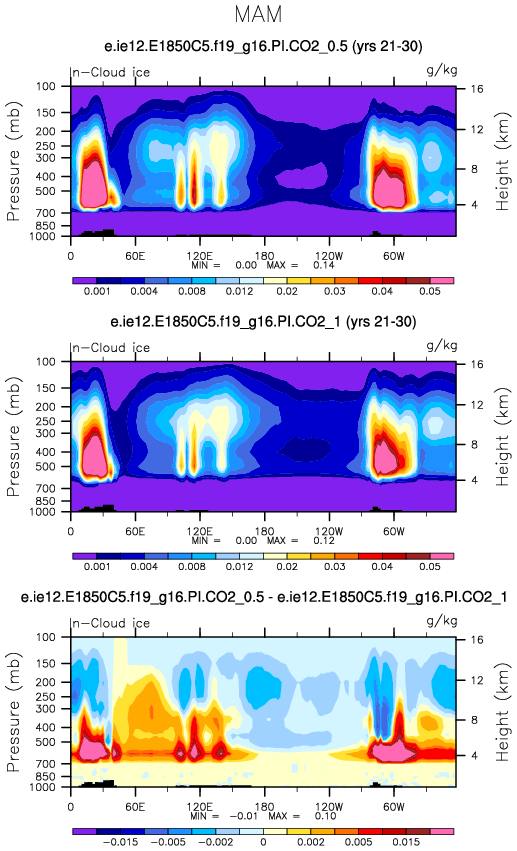 MAM
e.ie12.E1850C5.f19_g16.PI.CO2_0.5 (yrs 21-30)
n-Cloud ice g/kg
Pressure (mb)
100
150
200
250
300
400
500
700
850
1000
16
12
8
4
Height (km)
0 60E 120E 180 120W 60W
MIN = 0.00 MAX = 0.14
0.001 0.004 0.008 0.012 0.02 0.03 0.04 0.05
e.ie12.E1850C5.f19_g16.PI.CO2_1 (yrs 21-30)
n-Cloud ice g/kg
Pressure (mb)
100
150
200
250
300
400
500
700
850
1000
16
12
8
4
Height (km)
0 60E 120E 180 120W 60W
MIN = 0.00 MAX = 0.12
0.001 0.004 0.008 0.012 0.02 0.03 0.04 0.05
e.ie12.E1850C5.f19_g16.PI.CO2_0.5 - e.ie12.E1850C5.f19_g16.PI.CO2_1
n-Cloud ice g/kg
Pressure (mb)
100
150
200
250
300
400
500
700
850
1000
16
12
8
4
Height (km)
0 60E 120E 180 120W 60W
MIN = -0.01 MAX = 0.10
-0.015 -0.005 -0.002 0 0.002 0.005 0.015